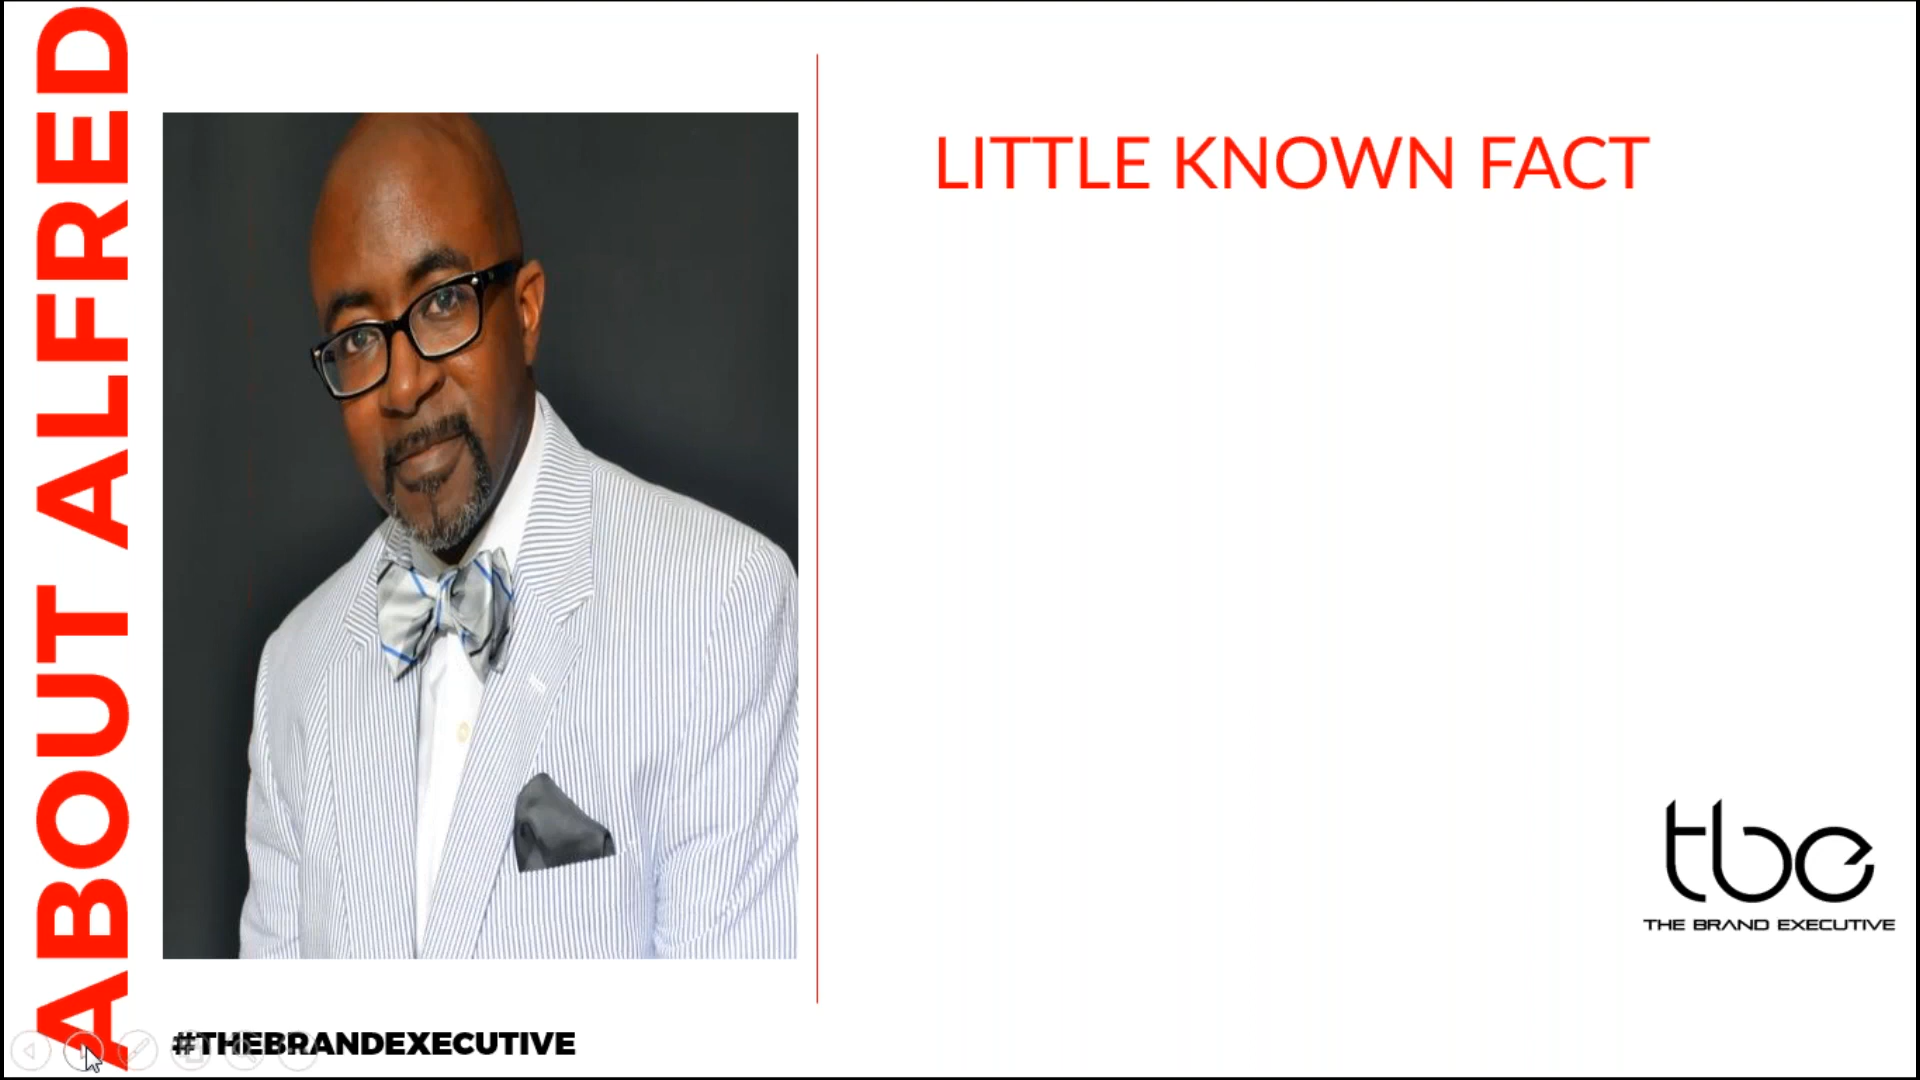 ABOUT ALFRED
LITTLE KNOWN FACT
tbe
THE BRAND EXECUTIVE
#THEBRANDEXECUTIVE